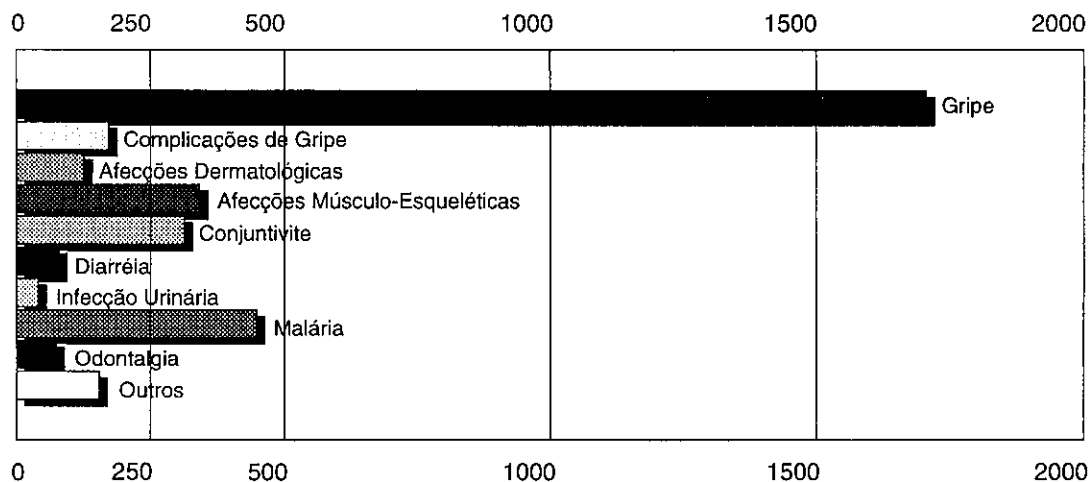 0 250 500 1000 1500 2000
Gripe
Complicações de Gripe
Afecções Dermatológicas
Afecções Músculo-Esqueléticas
Conjuntivite
Diarréia
Infecção Urinária
Malária
Odontalgia
Outros
0 250 500 1000 1500 2000